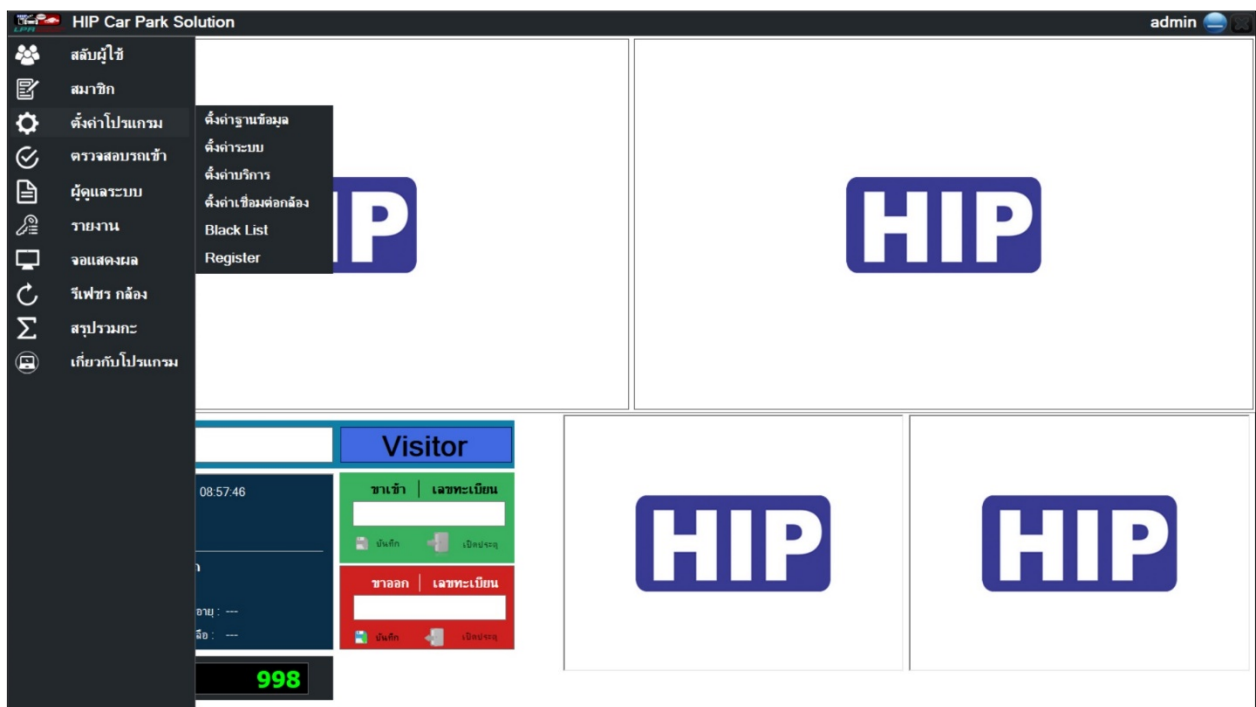 HIP Car Park Solution
admin
สลับผู้ใช้
สมาชิก
ตั้งค่าโปรแกรม
ตรวจสอบรถเข้า
ผู้ดูแลระบบ
รายงาน
จอแสดงผล
รีเฟชร กล้อง
สรุปรวมกะ
เกี่ยวกับโปรแกรม
ตั้งค่าฐานข้อมูล
ตั้งค่าระบบ
ตั้งค่าบริการ
ตั้งค่าเชื่อมต่อกล้อง
Black List
Register
HIP
Visitor
08:57:46
ขาเข้า | เลขทะเบียน
บันทึก เปิดประตู
ขาออก | เลขทะเบียน
บันทึก เปิดประตู
อายุ : ---
ลือ : ---
998
HIP
HIP